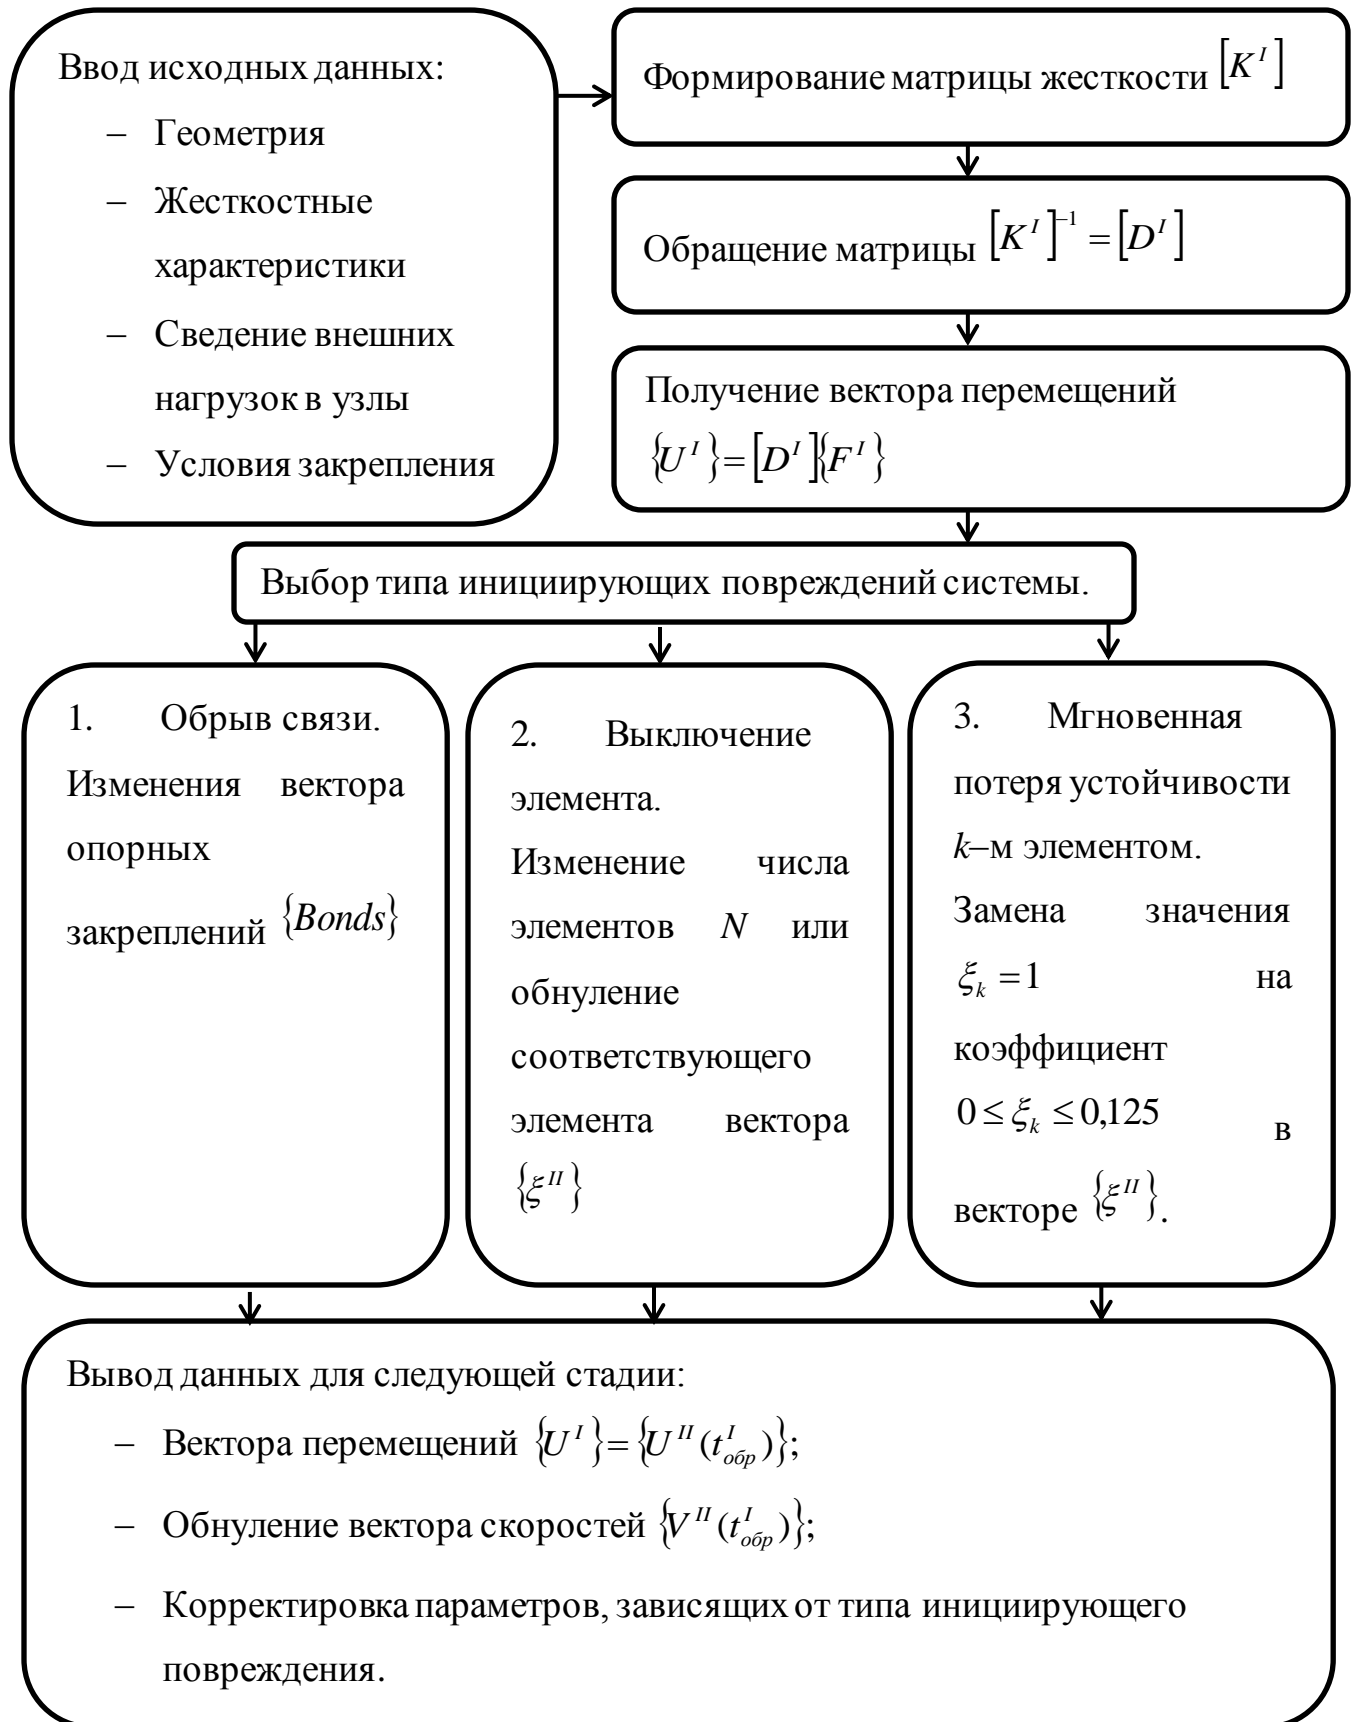 Ввод исходных данных:
– Геометрия
– Жесткостные
характеристики
– Сведение внешних
нагрузок в узлы
– Условия закрепления
Формирование матрицы жесткости [K^I]
Обращение матрицы [K^I]^{-1} = [D^I]
Получение вектора перемещений
{U^I} = [D^I]{F^I}
Выбор типа инициирующих повреждений системы.
1. Обрыв связи.
Изменения вектора
опорных
закреплений {Bonds}
2. Выключение
элемента.
Изменение числа
элементов N или
обнуление
соответствующего
элемента вектора
{ξ^{II}}
3. Мгновенная
потеря устойчивости
k–м элементом.
Замена значения
ξ_k = 1 на
коэффициент
0 ≤ ξ_k ≤ 0,125 в
векторе {ξ^{II}}.
Вывод данных для следующей стадии:
– Вектора перемещений {U^I} = {U^{II}(t^I_{обр})};
– Обнуление вектора скоростей {V^{II}(t^I_{обр})};
– Корректировка параметров, зависящих от типа инициирующего
повреждения.